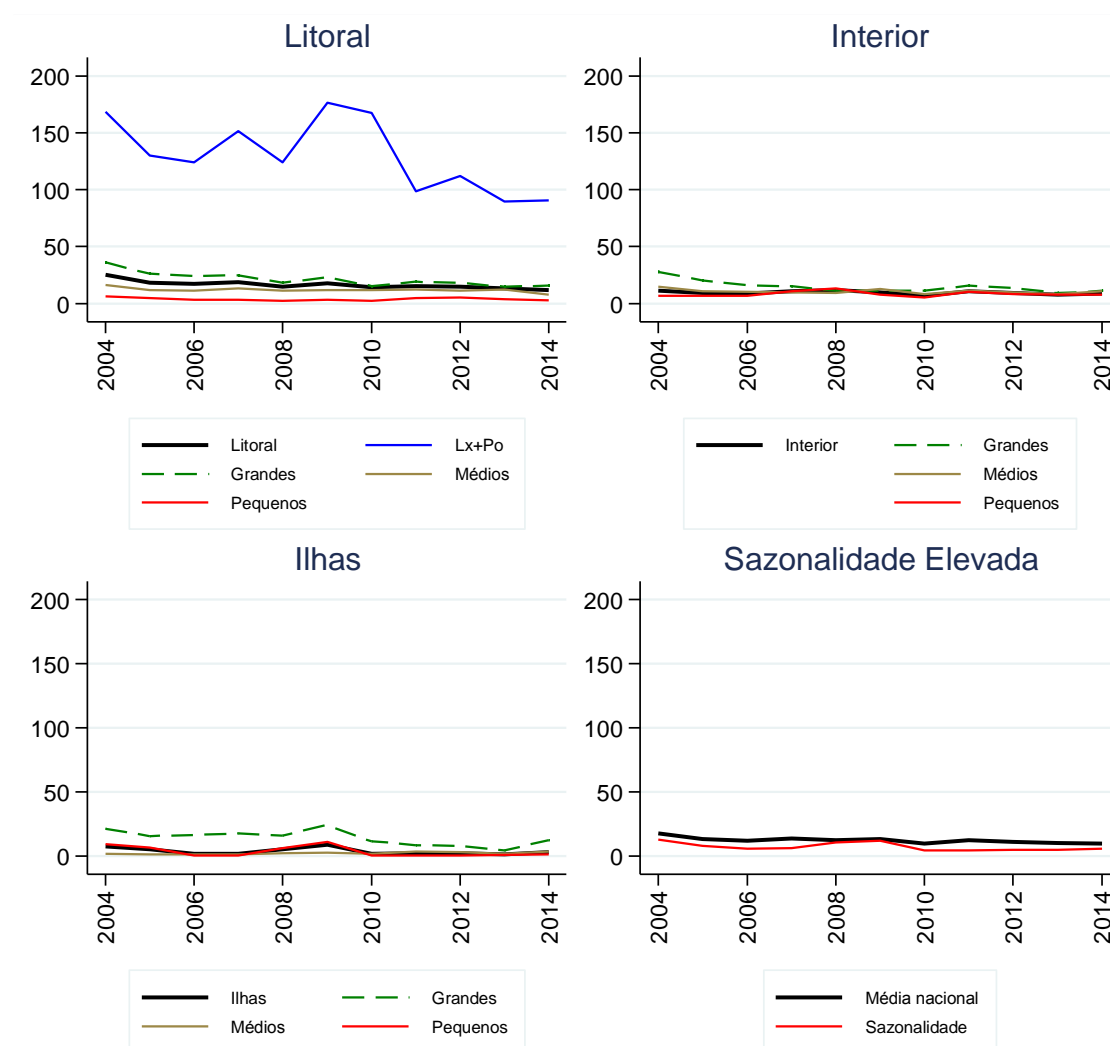 Litoral
200
150
100
50
0
2004
2006
2008
2010
2012
2014
Litoral
Lx+Po
Grandes
Médios
Pequenos
Interior
200
150
100
50
0
2004
2006
2008
2010
2012
2014
Interior
Grandes
Médios
Pequenos
Ilhas
200
150
100
50
0
2004
2006
2008
2010
2012
2014
Ilhas
Grandes
Médios
Pequenos
Sazonalidade Elevada
200
150
100
50
0
2004
2006
2008
2010
2012
2014
Média nacional
Sazonalidade